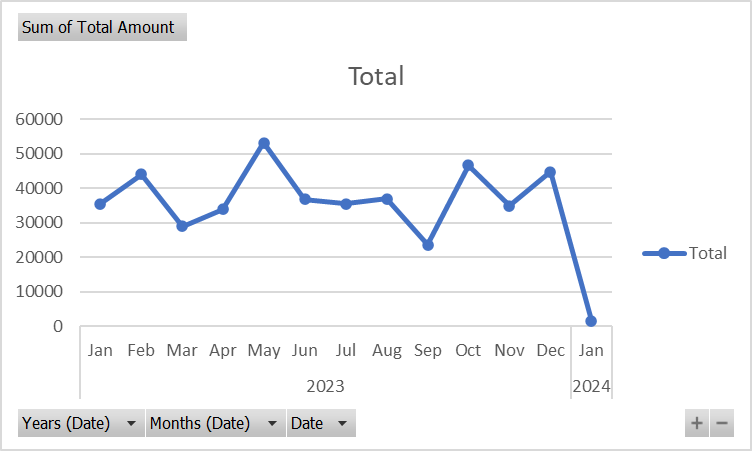 Sum of Total Amount
Total
60000
50000
40000
30000
20000
10000
0
Total
Jan Feb Mar Apr May Jun Jul Aug Sep Oct Nov Dec Jan
2023 2024
Years (Date) Months (Date) Date + −